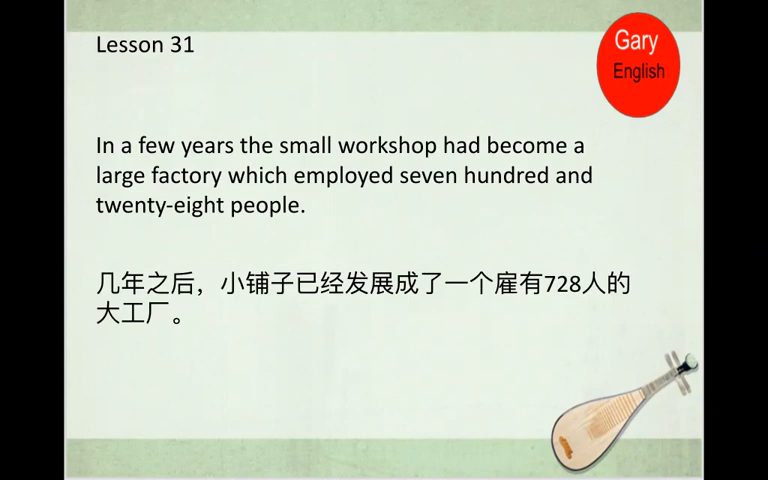 Lesson 31
Gary
English
In a few years the small workshop had become a
large factory which employed seven hundred and
twenty-eight people.
几年之后，小铺子已经发展成了一个雇有728人的
大工厂。